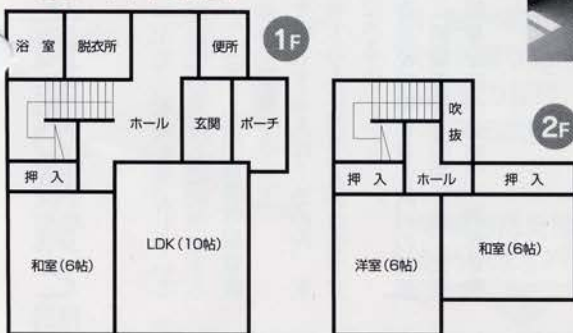 浴室
脱衣所
便所
1F
ホール
玄関
ポーチ
押入
和室(6帖)
LDK(10帖)
吹抜
2F
押入
ホール
押入
洋室(6帖)
和室(6帖)